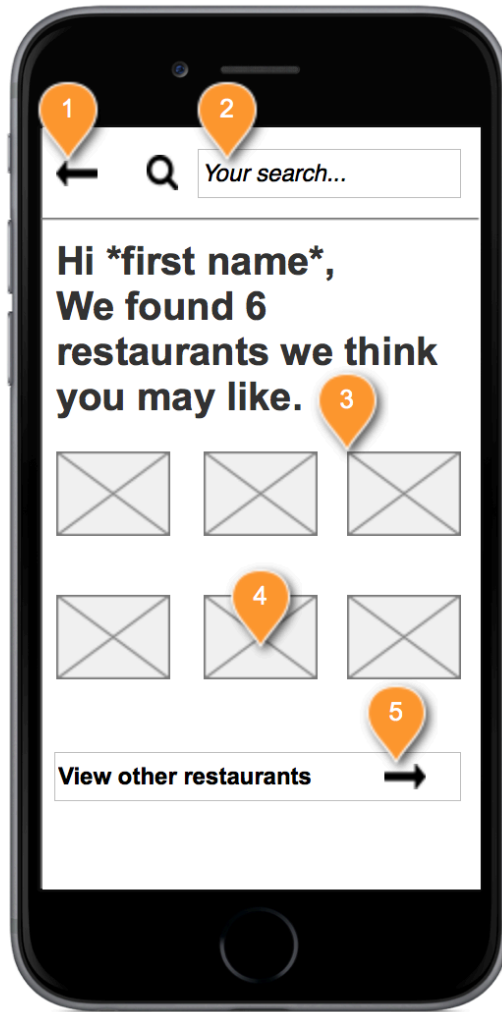 1
2
Your search...
Hi *first name*,
We found 6
restaurants we think
you may like.
3
4
5
View other restaurants